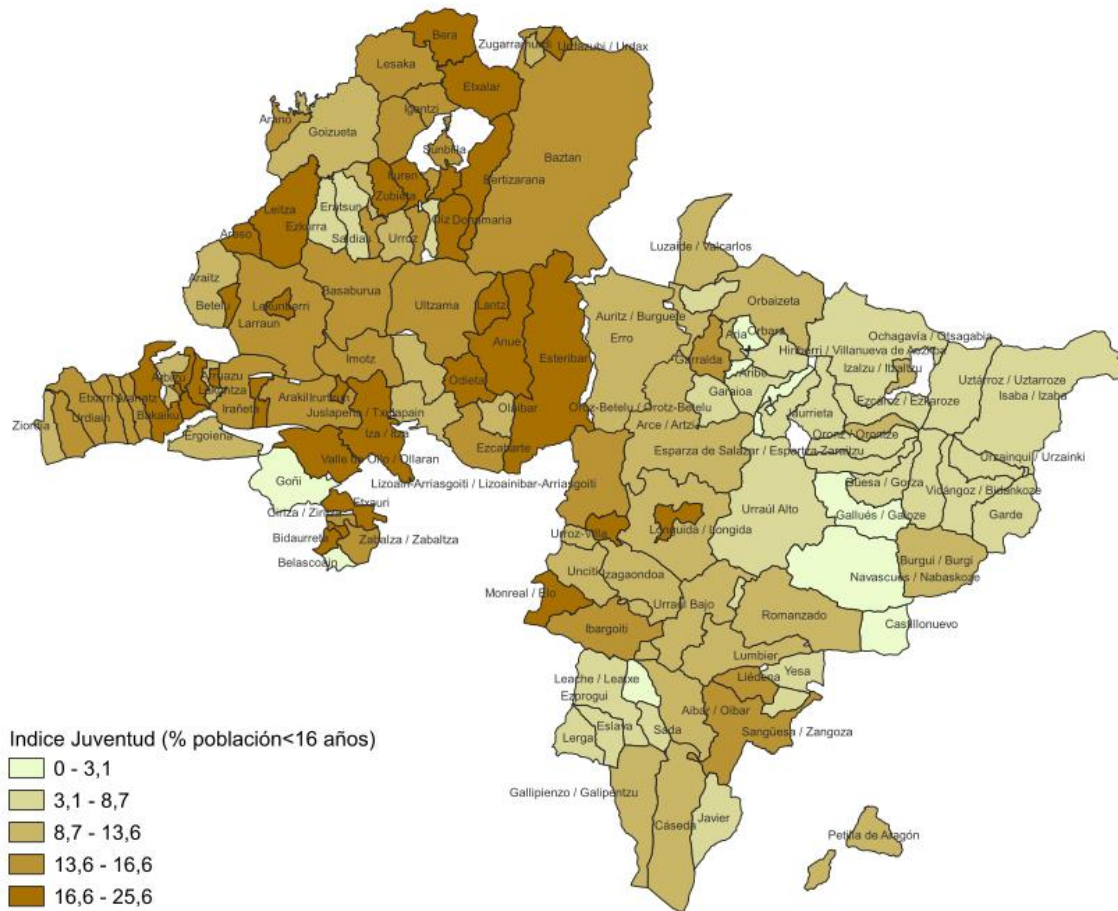 Bera
Zugarramurdi
Urdazubi / Urdax
Lesaka
Etxalar
Igantzi
Arano
Goizueta
Sunbilla
Baztan
Ituren
Bertizarana
Zubieta
Leitza
Eratsun
Oiz
Donamaria
Ezkurra
Saldias
Urroz
Areso
Luzaide / Valcarlos
Araitz
Basaburua
Ultzama
Orbaizeta
Betelu
Lekunberri
Lantz
Larraun
Auritz / Burguete
Aria
Orbara
Ochagavía / Otsagabia
Erro
Anue
Esteribar
Hiriberri / Villanueva de Aezkoa
Imotz
Garralda
Izalzu / Itzaltzu
Aribe
Uztárroz / Uztarroze
Arbizu
Arruazu
Odieta
Garaioa
Isaba / Izaba
Lakuntza
Etxarri Aranatz
Arakil
Irurtzun
Ezcároz / Ezkaroze
Urdiain
Bakaiku
Irañeta
Juslapeña / Txulapain
Olaibar
Orotz-Betelu / Orotz-Betelu
Jaurrieta
Ziordia
Arce / Artzi
Oronz / Orontze
Ergoiena
Iza / Itza
Ezcabarte
Esparza de Salazar / Espartza Zaraitzu
Urzainqui / Urzainki
Valle de Ollo / Ollaran
Goñi
Lizoain-Arriasgoiti / Lizoainibar-Arriasgoiti
Güesa / Gorza
Vidángoz / Bidankoze
Etxauri
Ciriza / Ziritza
Urraúl Alto
Gallués / Galoze
Garde
Bidaurreta
Zabalza / Zabaltza
Urroz-Villa
Longuida / Longida
Belascoáin
Unciti
Izagaondoa
Burgui / Burgi
Navascués / Nabaskoze
Monreal / Elo
Urraúl Bajo
Romanzado
Castillonuevo
Ibargoiti
Lumbier
Leache / Leatxe
Liédena
Yesa
Ezprogui
Aibar / Oibar
Eslava
Sada
Sangüesa / Zangoza
Lerga
Gallipienzo / Galipentzu
Cáseda
Javier
Petilla de Aragón
Indice Juventud (% población<16 años)
0 - 3,1
3,1 - 8,7
8,7 - 13,6
13,6 - 16,6
16,6 - 25,6